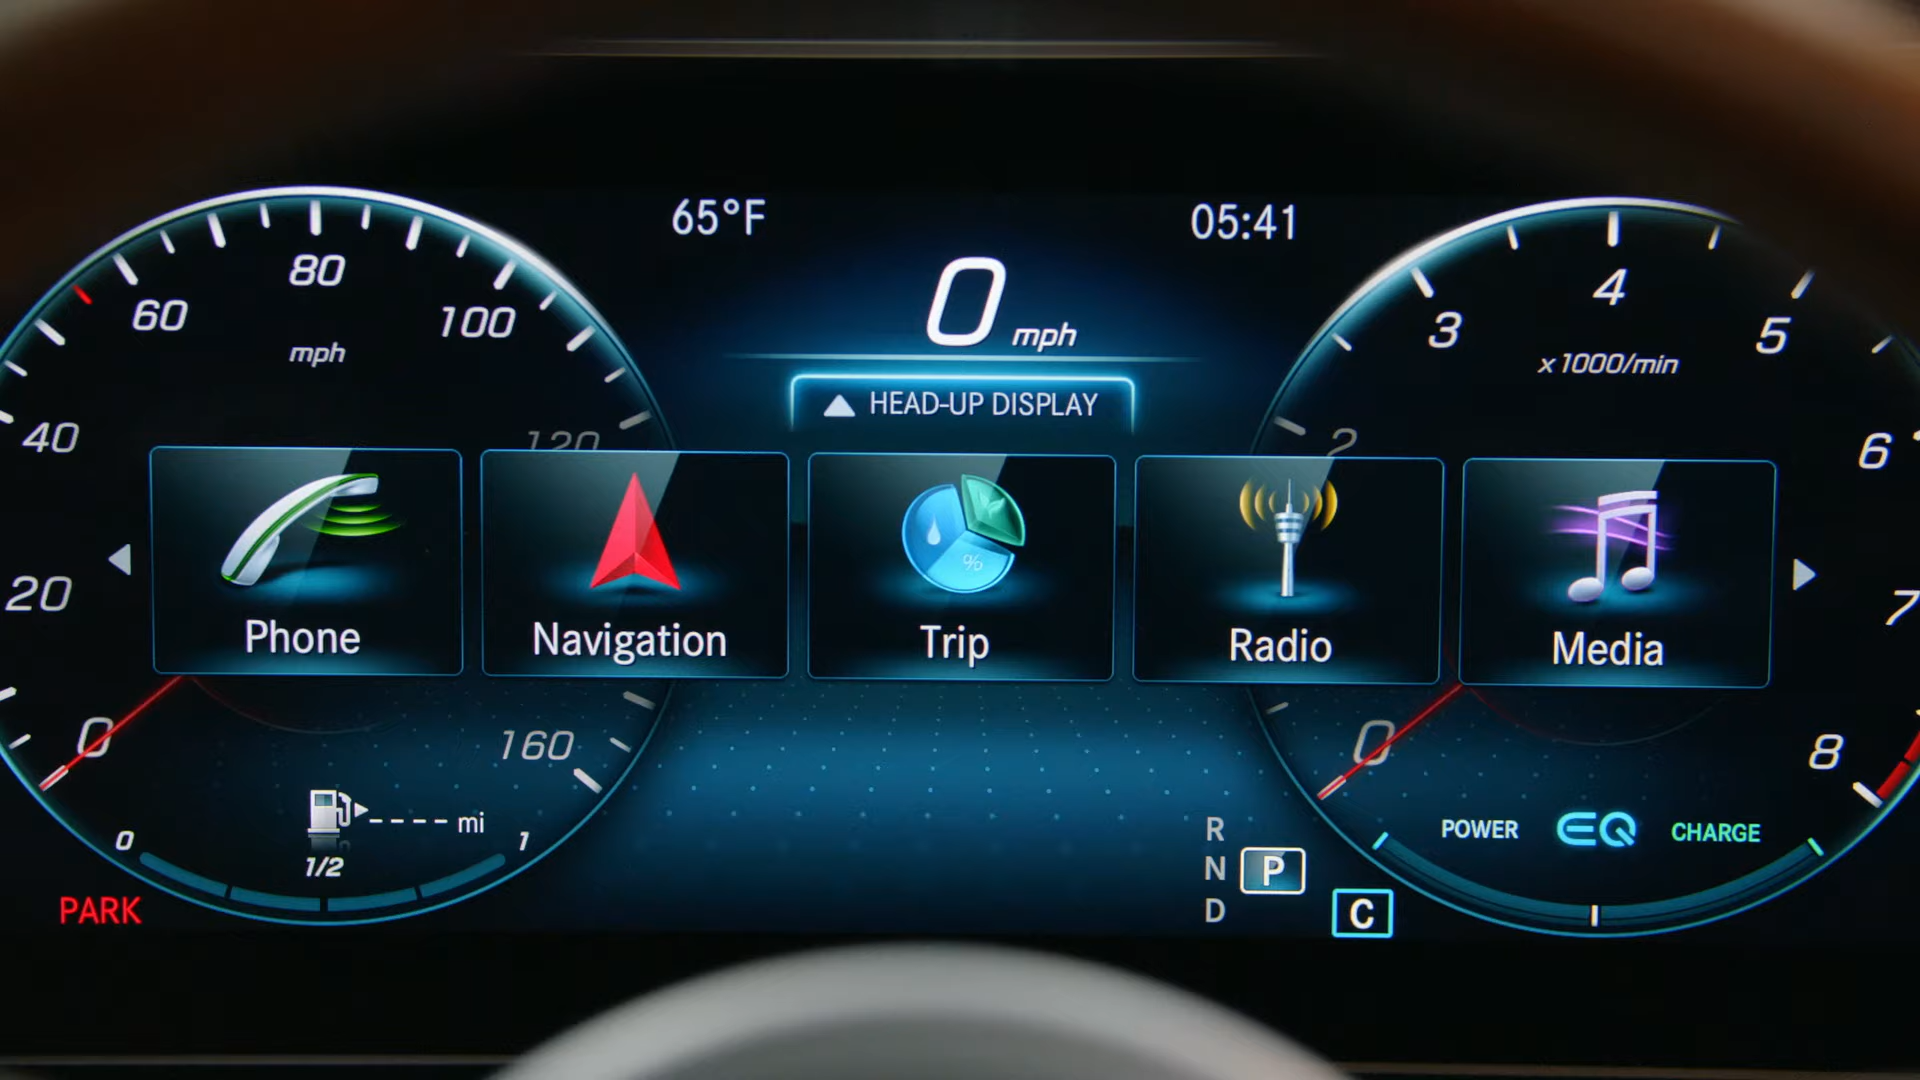 65°F
05:41
0 mph
HEAD-UP DISPLAY
80
60
100
mph
40
120
20
0
160
4
3
5
x1000/min
2
6
7
0
8
Phone
Navigation
Trip
%
Radio
Media
---- mi
0
1
1/2
PARK
R
N
P
D
C
POWER
EQ
CHARGE